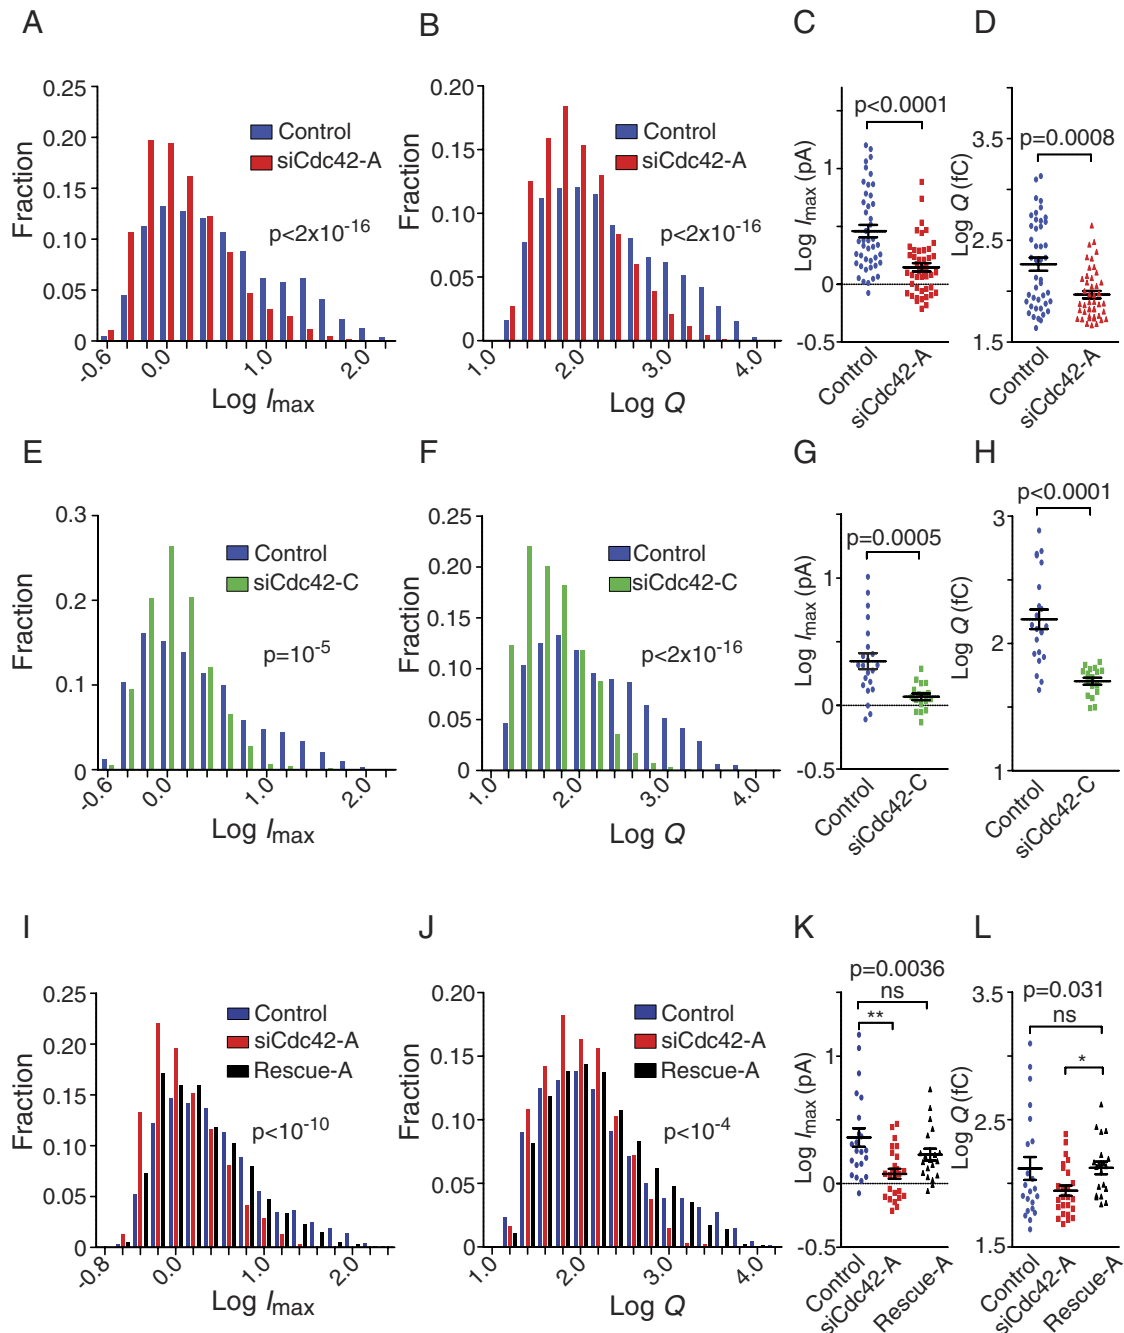 A
Fraction
0.25
0.20
0.15
0.10
0.05
0
Control
siCdc42-A
p<2x10-16
-0.6
0.0
1.0
2.0
Log Imax
B
Fraction
0.20
0.15
0.10
0.05
0
Control
siCdc42-A
p<2x10-16
1.0
2.0
3.0
4.0
Log Q
C
p<0.0001
Log Imax (pA)
1
0
-0.5
Control
siCdc42-A
D
p=0.0008
Log Q (fC)
3.5
2.5
1.5
Control
siCdc42-A
E
Fraction
0.3
0.2
0.1
0
Control
siCdc42-C
p=10-5
-0.6
0.0
1.0
2.0
Log Imax
F
Fraction
0.25
0.20
0.15
0.10
0.05
0
Control
siCdc42-C
p<2x10-16
1.0
2.0
3.0
4.0
Log Q
G
p=0.0005
Log Imax (pA)
1
0
-0.5
Control
siCdc42-C
H
p<0.0001
Log Q (fC)
3
2
1
Control
siCdc42-C
I
Fraction
0.25
0.20
0.15
0.10
0.05
0
Control
siCdc42-A
Rescue-A
p<10-10
-0.8
0.0
1.0
2.0
Log Imax
J
Fraction
0.20
0.15
0.10
0.05
0
Control
siCdc42-A
Rescue-A
p<10-4
1.0
2.0
3.0
4.0
Log Q
K
p=0.0036
ns
**
Log Imax (pA)
1
0
-0.5
Control
siCdc42-A
Rescue-A
L
p=0.031
ns
*
Log Q (fC)
3.5
2.5
1.5
Control
siCdc42-A
Rescue-A